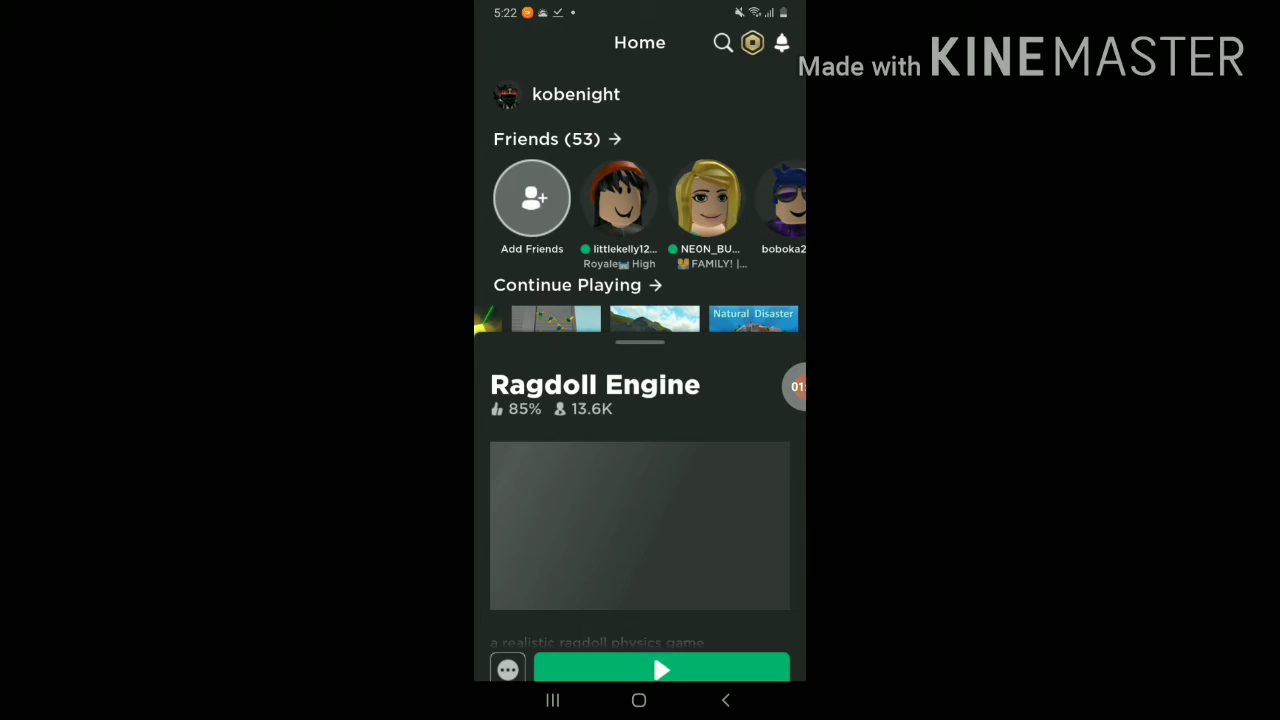 5:22
Home
Made with KINEMASTER
kobenight
Friends (53) →
Add Friends
littlekelly12...
NEON_BU...
boboka2
Royale High
FAMILY! |...
Continue Playing →
Natural Disaster
Ragdoll Engine
01
85% 13.6K
a realistic ragdoll physics game